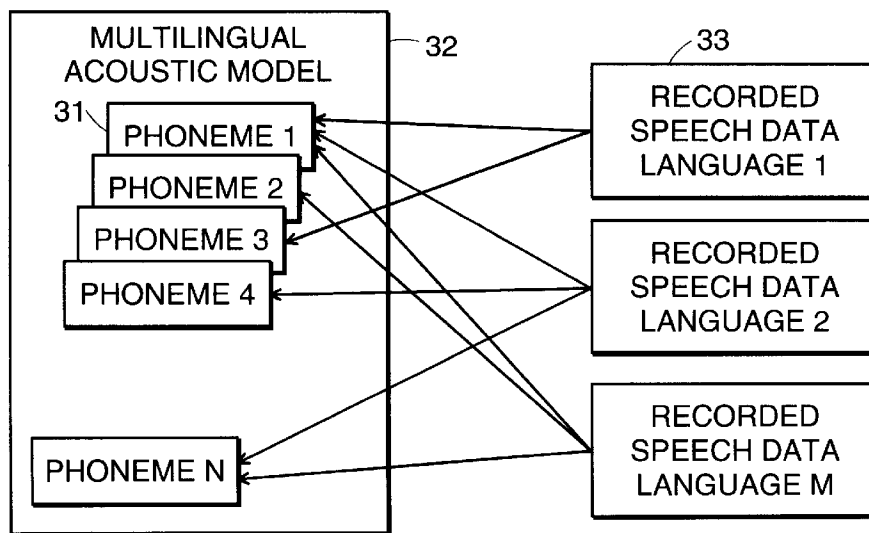 MULTILINGUAL
ACOUSTIC MODEL
32
31
PHONEME 1
PHONEME 2
PHONEME 3
PHONEME 4
PHONEME N
33
RECORDED
SPEECH DATA
LANGUAGE 1
RECORDED
SPEECH DATA
LANGUAGE 2
RECORDED
SPEECH DATA
LANGUAGE M